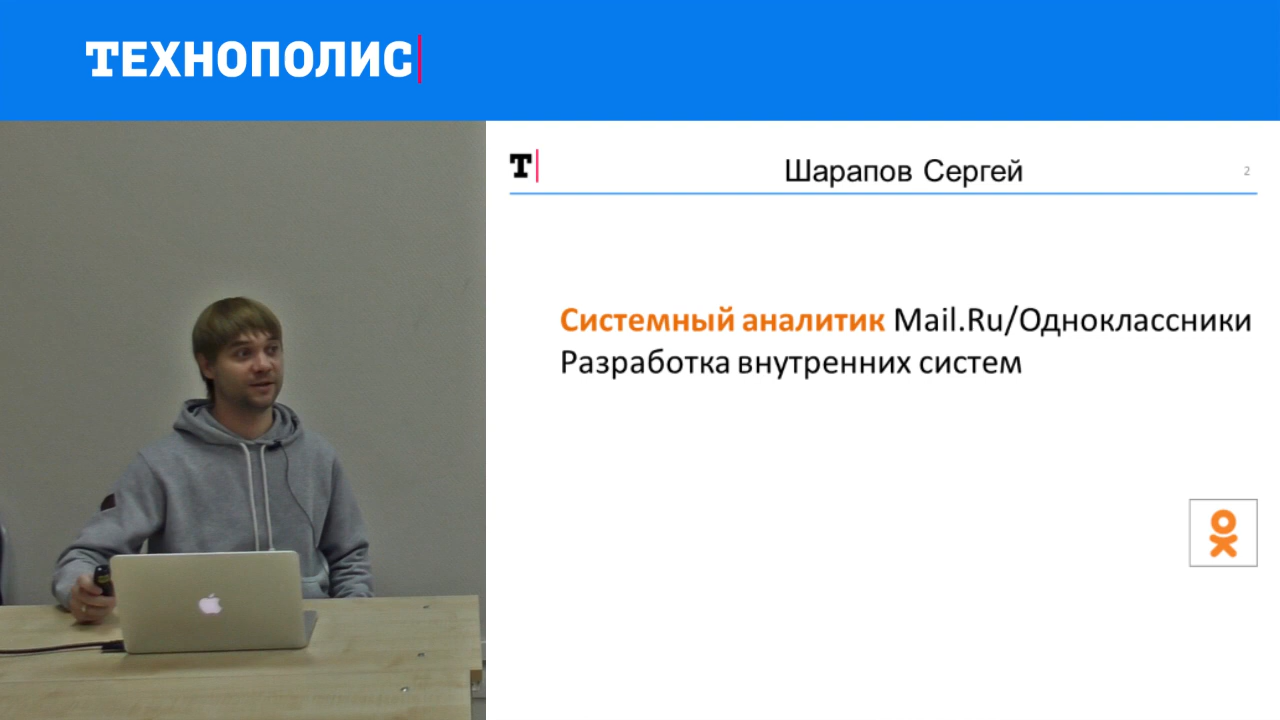 ТЕХНОПОЛИС
Т
Шарапов Сергей
2
Системный аналитик Mail.Ru/Одноклассники
Разработка внутренних систем